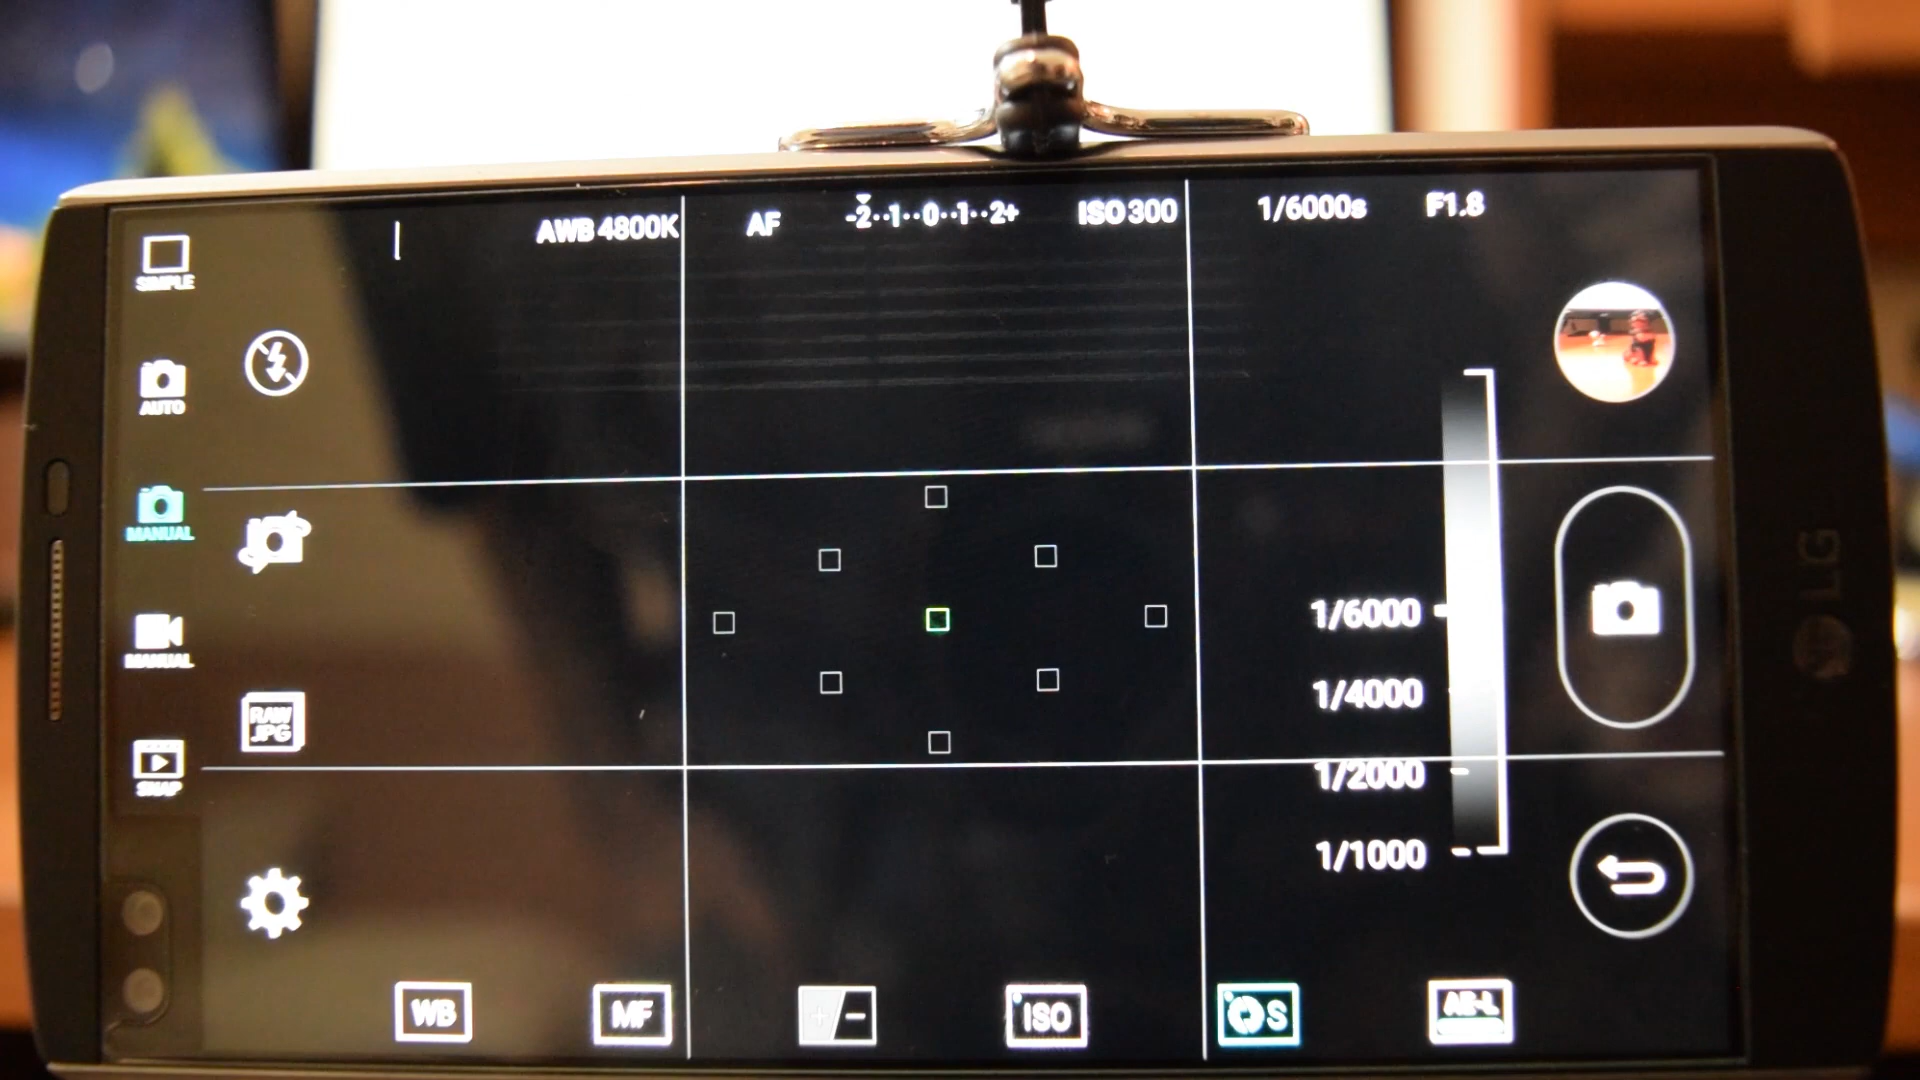 AWB 4800K AF -2··1··0··1··2+ ISO 300 1/6000s F1.8
SIMPLE
AUTO
MANUAL
MANUAL
SNAP
RAW
JPG
1/6000
1/4000
1/2000
1/1000
WB MF +/- ISO S AE-L
LG